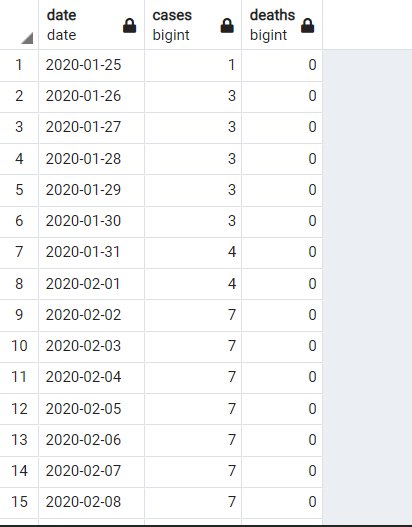 date cases deaths
date bigint bigint
1 2020-01-25 1 0
2 2020-01-26 3 0
3 2020-01-27 3 0
4 2020-01-28 3 0
5 2020-01-29 3 0
6 2020-01-30 3 0
7 2020-01-31 4 0
8 2020-02-01 4 0
9 2020-02-02 7 0
10 2020-02-03 7 0
11 2020-02-04 7 0
12 2020-02-05 7 0
13 2020-02-06 7 0
14 2020-02-07 7 0
15 2020-02-08 7 0